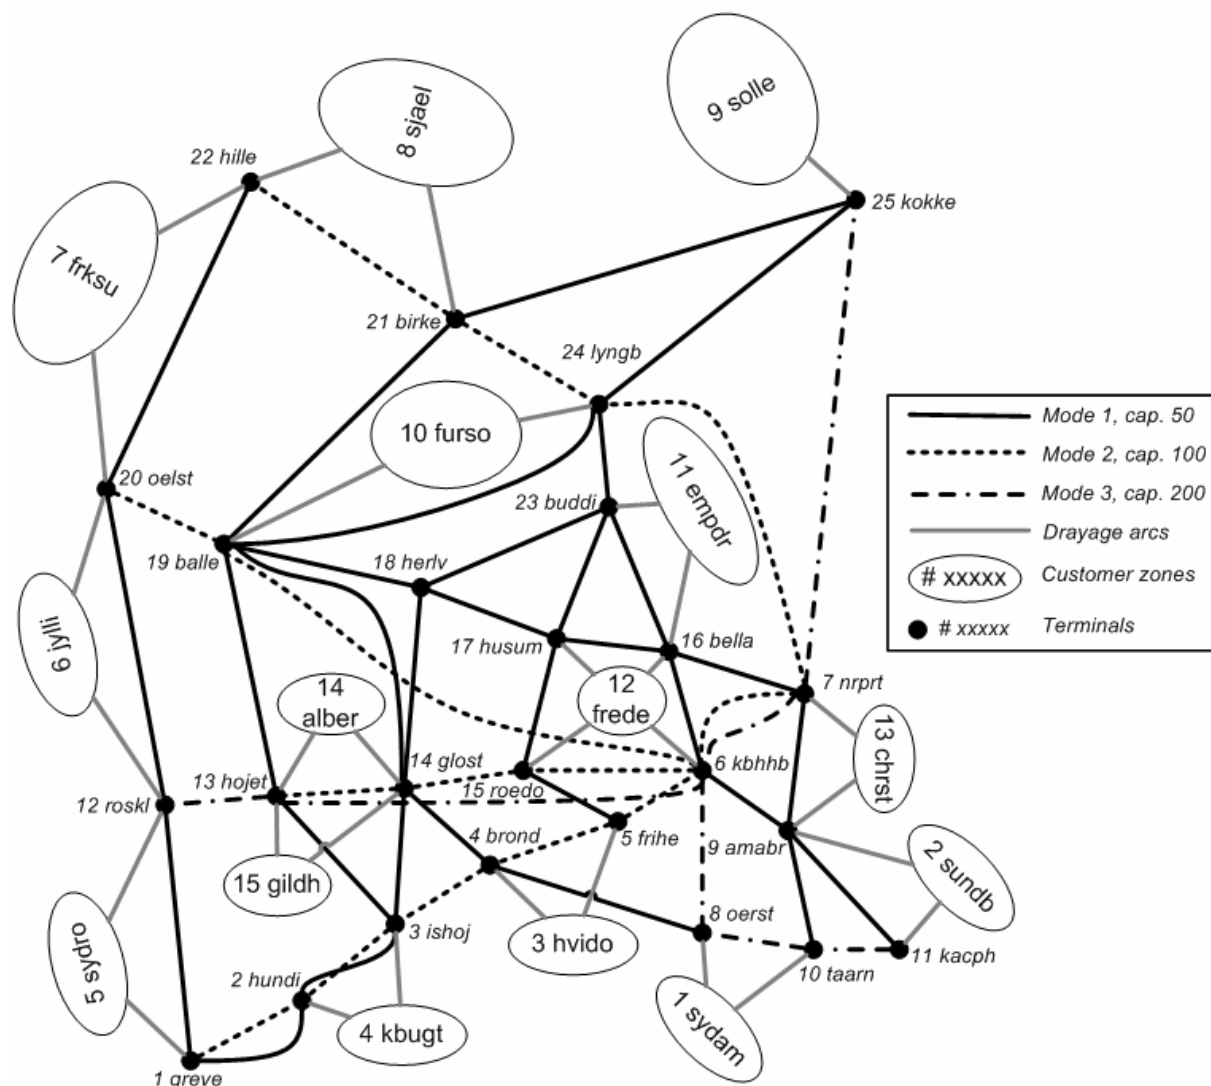 9 solle
8 sjael
22 hille
25 kokke
7 frksu
21 birke
24 lyngb
10 furso
11 empdr
Mode 1, cap. 50
Mode 2, cap. 100
Mode 3, cap. 200
Drayage arcs
# xxxxx Customer zones
# xxxxx Terminals
20 oelst
23 buddi
19 balle
18 herlv
6 jylli
17 husum
16 bella
7 nrprt
14
alber
12
frede
13 chrst
14 glost
6 kbhhb
13 hojet
15 roedo
12 roskl
4 brond
5 frihe
9 amabr
2 sundb
15 gildh
8 oerst
3 ishoj
3 hvido
10 taarn
11 kacph
5 sydro
2 hundi
1 sydam
4 kbugt
1 greve